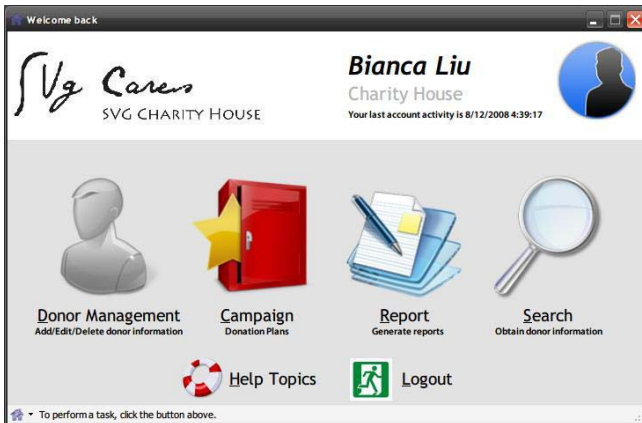 Welcome back
SVg Cares
SVG CHARITY HOUSE
Bianca Liu
Charity House
Your last account activity is 8/12/2008 4:39:17
Donor Management
Add/Edit/Delete donor information
Campaign
Donation Plans
Report
Generate reports
Search
Obtain donor information
Help Topics
Logout
To perform a task, click the button above.